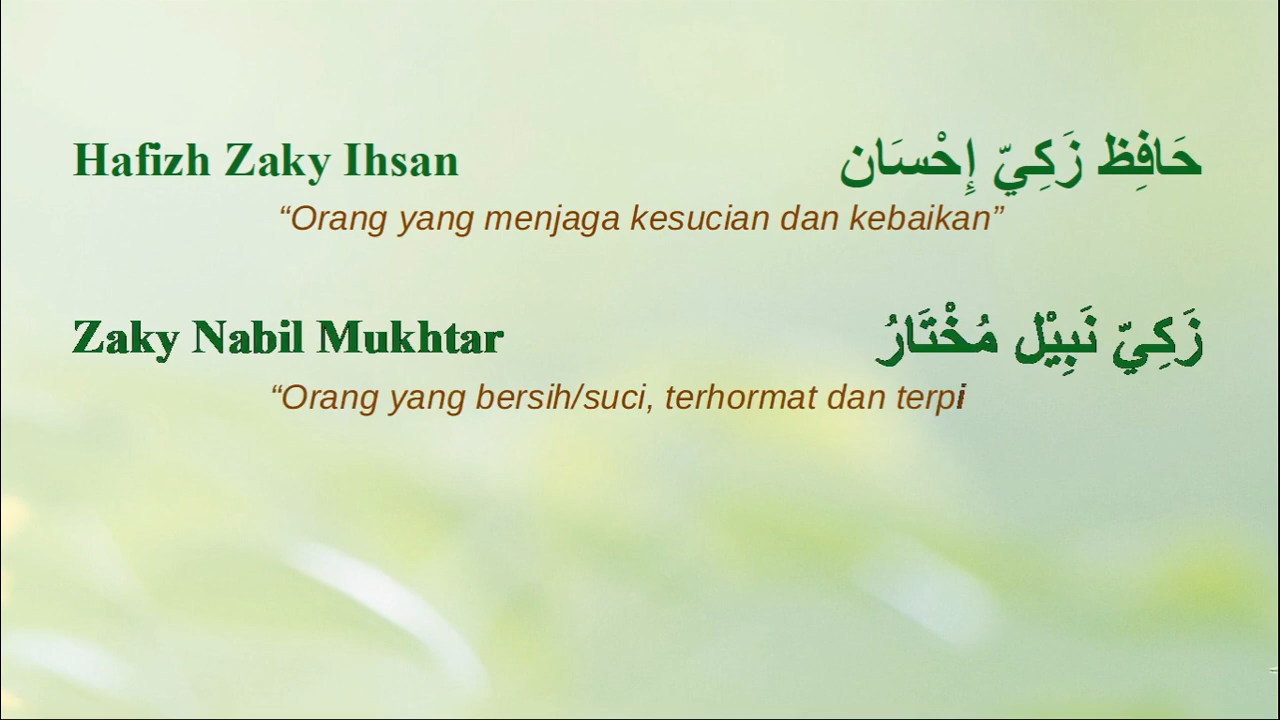 Hafizh Zaky Ihsan حَافِظ زَكِيّ إِحْسَان
“Orang yang menjaga kesucian dan kebaikan”
Zaky Nabil Mukhtar زَكِيّ نَبِيْل مُخْتَارُ
“Orang yang bersih/suci, terhormat dan terpi